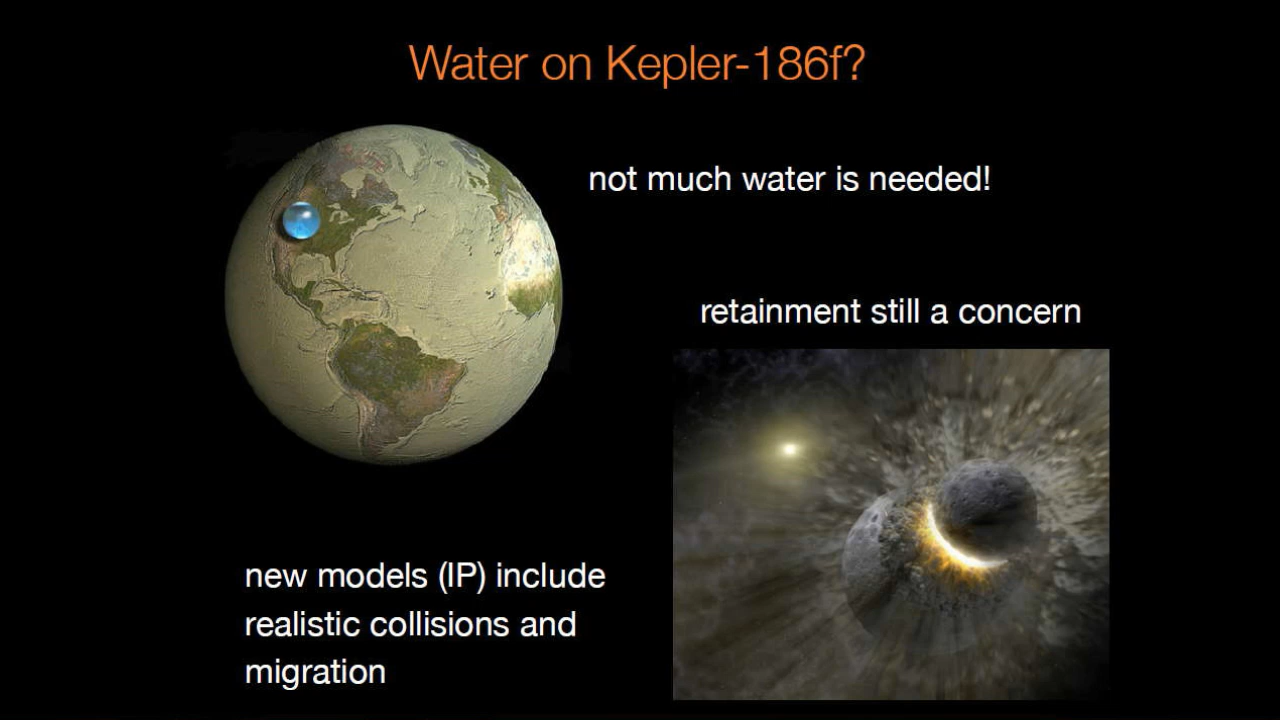 Water on Kepler-186f?
not much water is needed!
retainment still a concern
new models (IP) include
realistic collisions and
migration